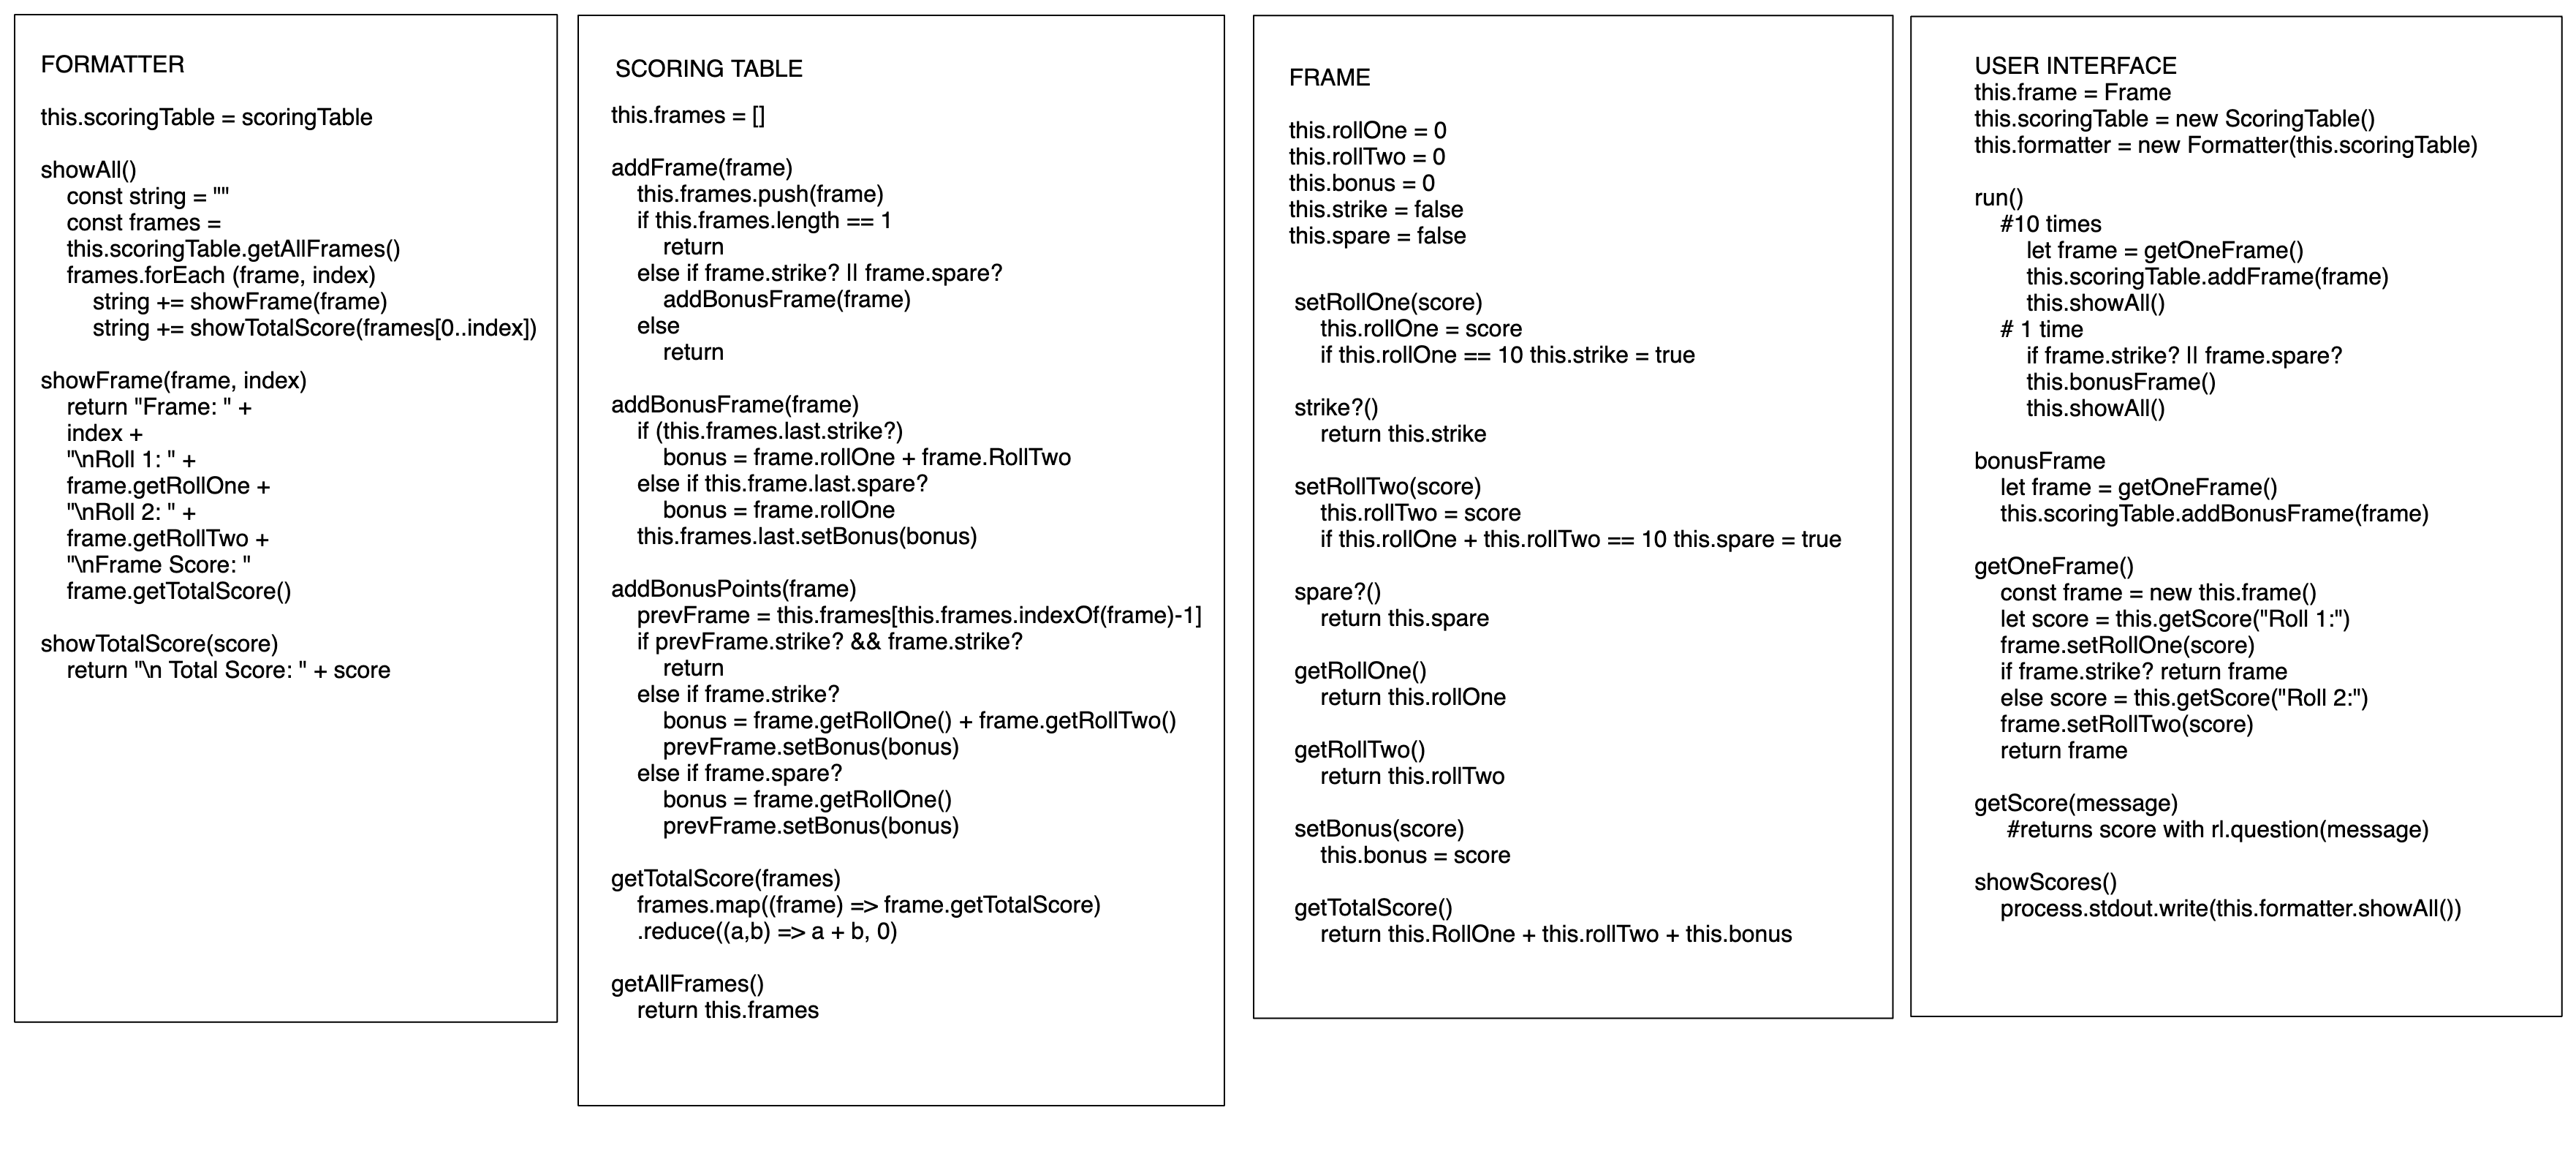 FORMATTER
this.scoringTable = scoringTable
showAll()
const string = ""
const frames =
this.scoringTable.getAllFrames()
frames.forEach (frame, index)
string += showFrame(frame)
string += showTotalScore(frames[0..index])
showFrame(frame, index)
return "Frame: " +
index +
"\nRoll 1: " +
frame.getRollOne +
"\nRoll 2: " +
frame.getRollTwo +
"\nFrame Score: "
frame.getTotalScore()
showTotalScore(score)
return "\n Total Score: " + score
SCORING TABLE
this.frames = []
addFrame(frame)
this.frames.push(frame)
if this.frames.length == 1
return
else if frame.strike? || frame.spare?
addBonusFrame(frame)
else
return
addBonusFrame(frame)
if (this.frames.last.strike?)
bonus = frame.rollOne + frame.RollTwo
else if this.frame.last.spare?
bonus = frame.rollOne
this.frames.last.setBonus(bonus)
addBonusPoints(frame)
prevFrame = this.frames[this.frames.indexOf(frame)-1]
if prevFrame.strike? && frame.strike?
return
else if frame.strike?
bonus = frame.getRollOne() + frame.getRollTwo()
prevFrame.setBonus(bonus)
else if frame.spare?
bonus = frame.getRollOne()
prevFrame.setBonus(bonus)
getTotalScore(frames)
frames.map((frame) => frame.getTotalScore)
.reduce((a,b) => a + b, 0)
getAllFrames()
return this.frames
FRAME
this.rollOne = 0
this.rollTwo = 0
this.bonus = 0
this.strike = false
this.spare = false
setRollOne(score)
this.rollOne = score
if this.rollOne == 10 this.strike = true
strike?()
return this.strike
setRollTwo(score)
this.rollTwo = score
if this.rollOne + this.rollTwo == 10 this.spare = true
spare?()
return this.spare
getRollOne()
return this.rollOne
getRollTwo()
return this.rollTwo
setBonus(score)
this.bonus = score
getTotalScore()
return this.RollOne + this.rollTwo + this.bonus
USER INTERFACE
this.frame = Frame
this.scoringTable = new ScoringTable()
this.formatter = new Formatter(this.scoringTable)
run()
#10 times
let frame = getOneFrame()
this.scoringTable.addFrame(frame)
this.showAll()
# 1 time
if frame.strike? || frame.spare?
this.bonusFrame()
this.showAll()
bonusFrame
let frame = getOneFrame()
this.scoringTable.addBonusFrame(frame)
getOneFrame()
const frame = new this.frame()
let score = this.getScore("Roll 1:")
frame.setRollOne(score)
if frame.strike? return frame
else score = this.getScore("Roll 2:")
frame.setRollTwo(score)
return frame
getScore(message)
#returns score with rl.question(message)
showScores()
process.stdout.write(this.formatter.showAll())